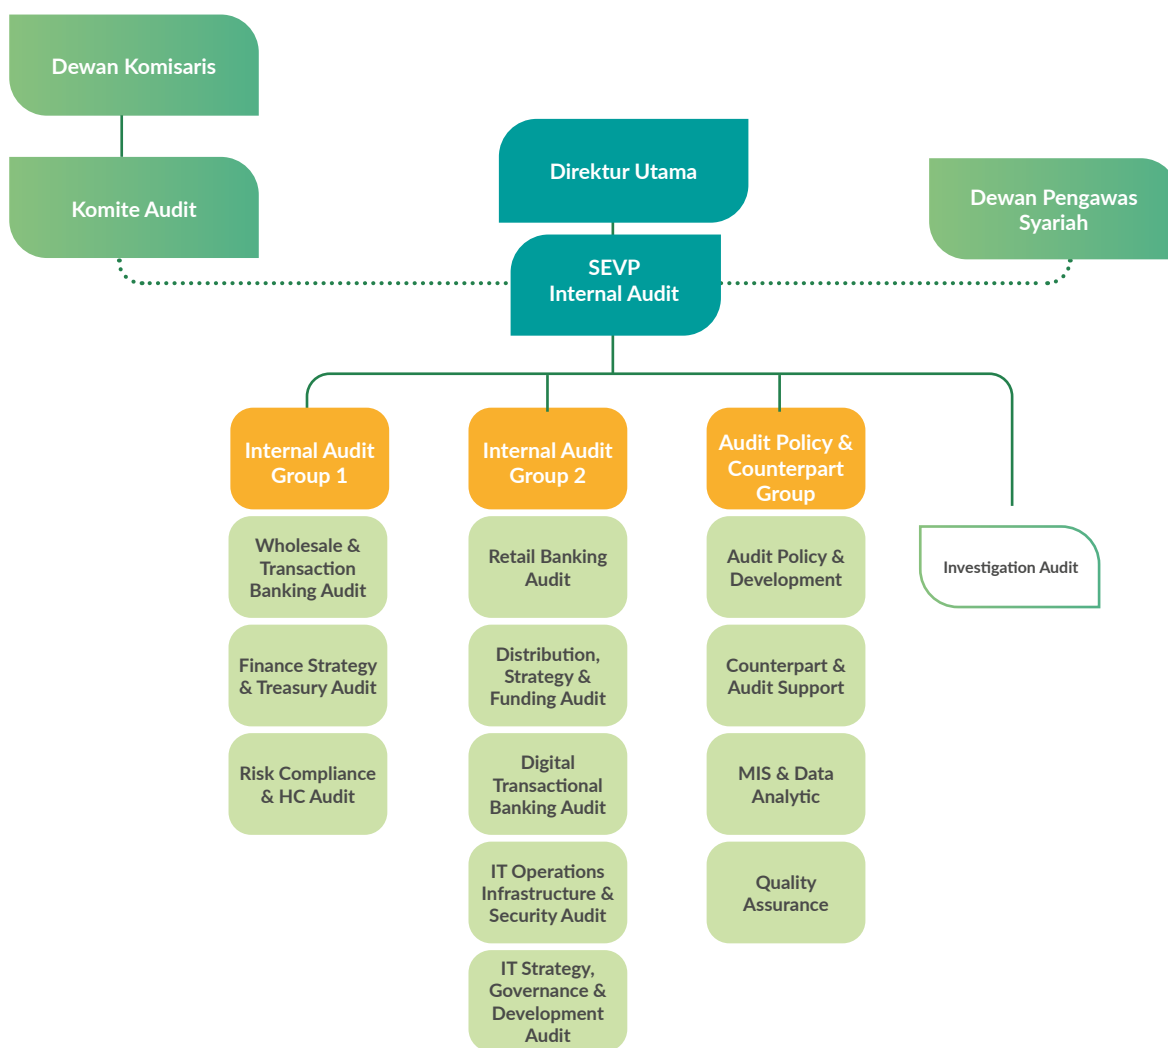 Dewan Komisaris
Komite Audit
Direktur Utama
Dewan Pengawas
Syariah
SEVP
Internal Audit
Internal Audit
Group 1
Internal Audit
Group 2
Audit Policy &
Counterpart
Group
Wholesale &
Transaction
Banking Audit
Finance Strategy
& Treasury Audit
Risk Compliance
& HC Audit
Retail Banking
Audit
Distribution,
Strategy &
Funding Audit
Digital
Transactional
Banking Audit
IT Operations
Infrastructure &
Security Audit
IT Strategy,
Governance &
Development
Audit
Audit Policy &
Development
Counterpart &
Audit Support
MIS & Data
Analytic
Quality
Assurance
Investigation Audit